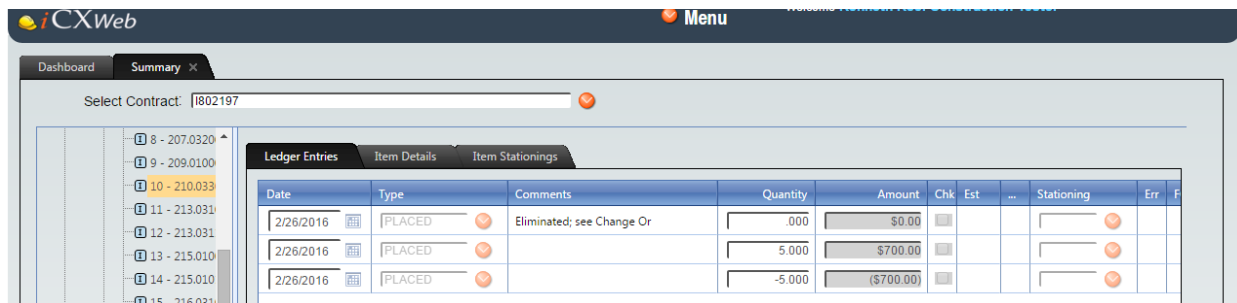 iCXWeb
Menu
Dashboard
Summary ×
Select Contract: I802197
8 - 207.0320
9 - 209.0100
10 - 210.033
11 - 213.031
12 - 213.031
13 - 215.010
14 - 215.010
15 - 216.031
Ledger Entries Item Details Item Stationings
Date Type Comments Quantity Amount Chk Est ... Stationing Err F
2/26/2016 PLACED Eliminated; see Change Or .000 $0.00
2/26/2016 PLACED 5.000 $700.00
2/26/2016 PLACED -5.000 ($700.00)